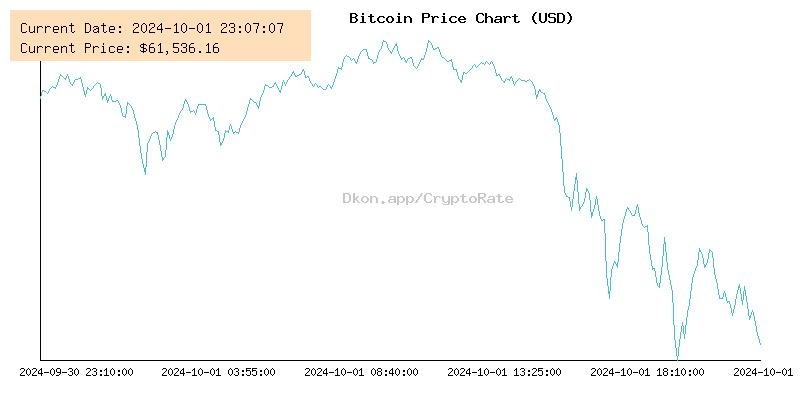 Bitcoin Price Chart (USD)
Current Date: 2024-10-01 23:07:07
Current Price: $61,536.16
Dkon.app/CryptoRate
2024-09-30 23:10:00 2024-10-01 03:55:00 2024-10-01 08:40:00 2024-10-01 13:25:00 2024-10-01 18:10:00 2024-10-01